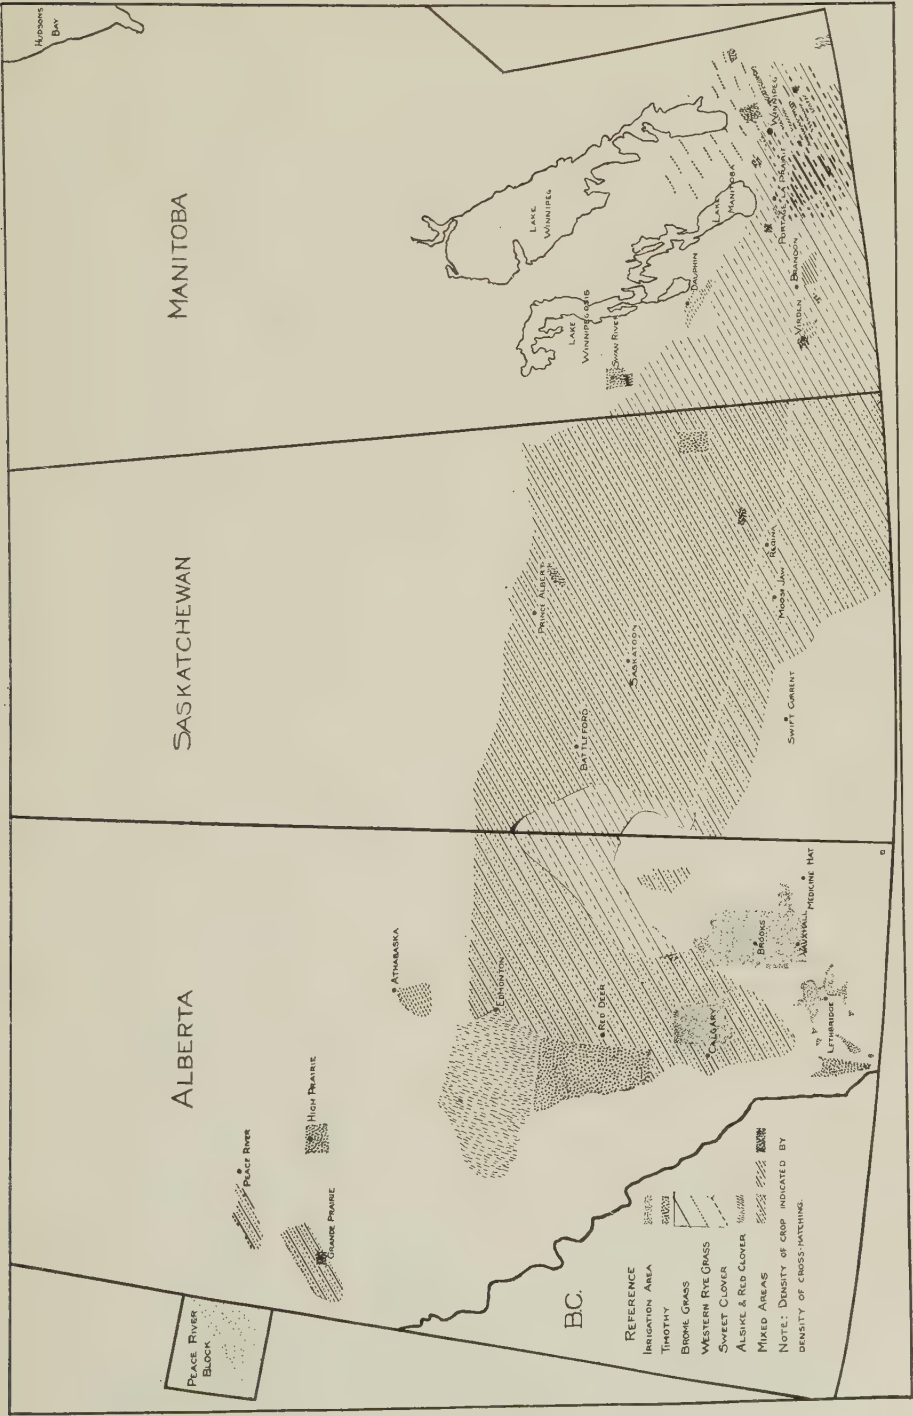 HUDSONS
BAY
MANITOBA
SASKATCHEWAN
ALBERTA
B.C.
LAKE
WINNIPEG
LAKE
WINNIPEGOSIS
LAKE
MANITOBA
SWAN RIVER
DAUPHIN
WINNIPEG
PORTAGE LA PRAIRIE
BRANDON
VIRDEN
PRINCE ALBERT
SASKATOON
BATTLEFORD
REGINA
MOOSE JAW
SWIFT CURRENT
ATHABASKA
EDMONTON
RED DEER
CALGARY
BROOKS
VAUXHALL
MEDICINE HAT
LETHBRIDGE
PEACE RIVER
HIGH PRAIRIE
GRANDE PRAIRIE
PEACE RIVER
BLOCK
REFERENCE
IRRIGATION AREA
TIMOTHY
BROME GRASS
WESTERN RYE GRASS
SWEET CLOVER
ALSIKE & RED CLOVER
MIXED AREAS
NOTE: DENSITY OF CROP INDICATED BY
DENSITY OF CROSS-HATCHING.